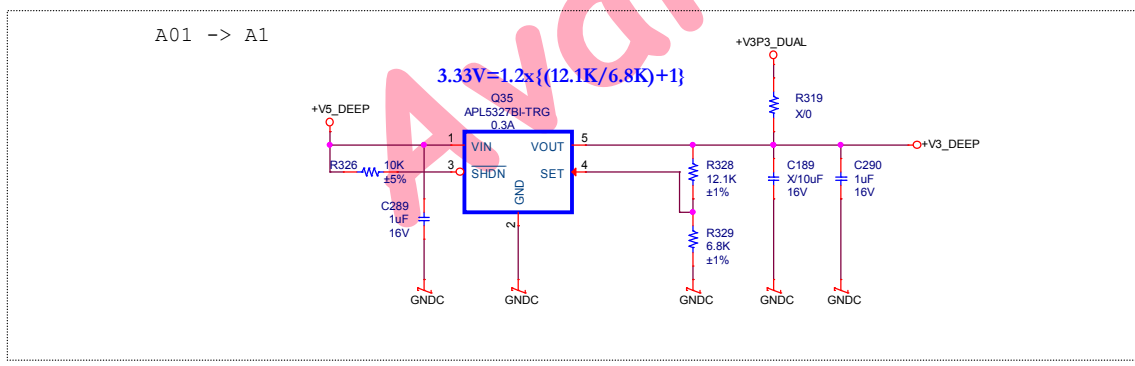 A01 -> A1
+V3P3_DUAL
3.33V=1.2x{(12.1K/6.8K)+1}
Q35
APL5327BI-TRG
0.3A
R319
X/0
+V5_DEEP
1
VIN
VOUT
5
+V3_DEEP
R326
10K
±5%
3
SHDN
SET
4
GND
2
R328
12.1K
±1%
C189
X/10uF
16V
C290
1uF
16V
C289
1uF
16V
R329
6.8K
±1%
GNDC
GNDC
GNDC
GNDC
GNDC